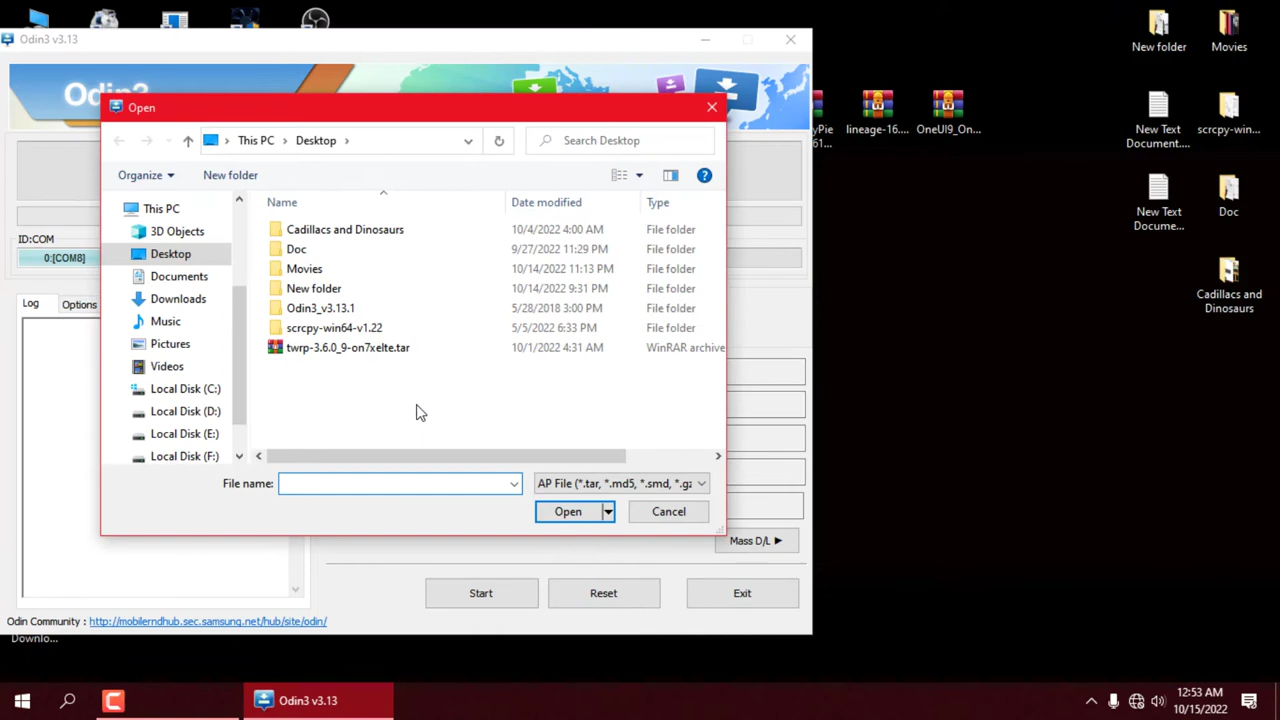 Odin3 v3.13
New folder
Movies
Odin3
Open
This PC
Desktop
Search Desktop
lineage-16....
OneUI9_On...
New Text
Document....
scrcpy-win...
Organize
New folder
This PC
3D Objects
Desktop
Documents
Downloads
Music
Pictures
Videos
Local Disk (C:)
Local Disk (D:)
Local Disk (E:)
Local Disk (F:)
Name
Date modified
Type
Cadillacs and Dinosaurs
10/4/2022 4:00 AM
File folder
Doc
9/27/2022 11:29 PM
File folder
Movies
10/14/2022 11:13 PM
File folder
New folder
10/14/2022 9:31 PM
File folder
Odin3_v3.13.1
5/28/2018 3:00 PM
File folder
scrcpy-win64-v1.22
5/5/2022 6:33 PM
File folder
twrp-3.6.0_9-on7xelte.tar
10/1/2022 4:31 AM
WinRAR archive
New Text
Docume...
Doc
ID:COM
0:[COM8]
Log
Options
Cadillacs and
Dinosaurs
File name:
AP File (*.tar, *.md5, *.smd, *.gz
Open
Cancel
Mass D/L
Start
Reset
Exit
Odin Community : http://mobilerndhub.sec.samsung.net/hub/site/odin/
Downlo...
Odin3 v3.13
12:53 AM
10/15/2022